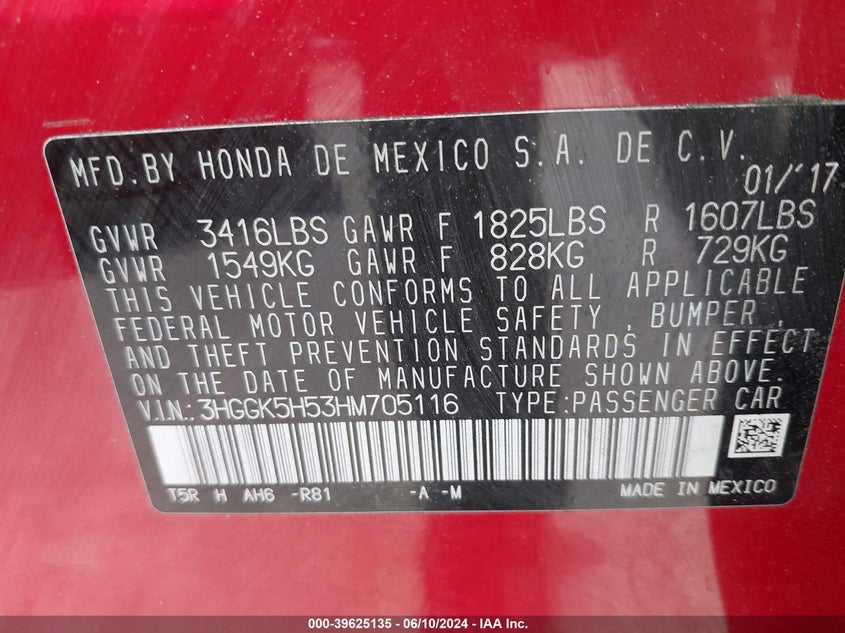 MFD. BY HONDA DE MEXICO S.A. DE C.V.
01/'17
GVWR 3416LBS GAWR F 1825LBS R 1607LBS
GVWR 1549KG GAWR F 828KG R 729KG
THIS VEHICLE CONFORMS TO ALL APPLICABLE
FEDERAL MOTOR VEHICLE SAFETY , BUMPER ,
AND THEFT PREVENTION STANDARDS IN EFFECT
ON THE DATE OF MANUFACTURE SHOWN ABOVE.
V.I.N.: 3HGGK5H53HM705116 TYPE:PASSENGER CAR
T5R H AH6 -R81 -A -M MADE IN MEXICO
000-39625135 - 06/10/2024 - IAA Inc.